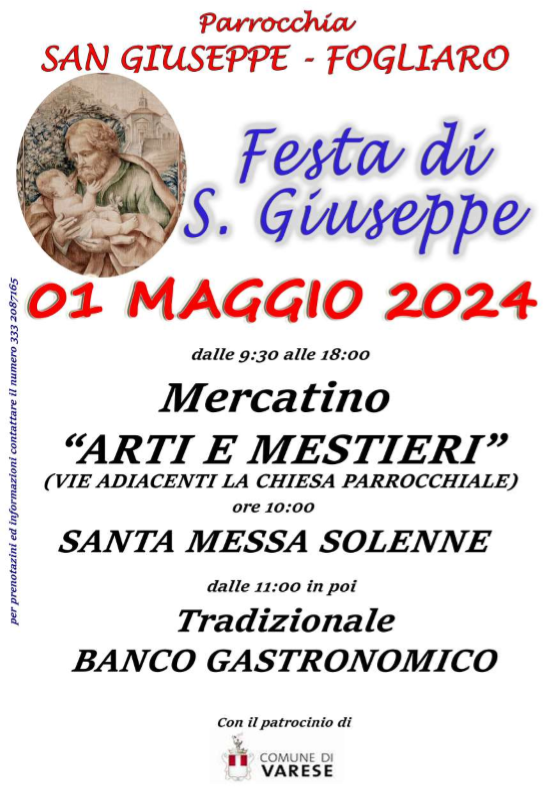 Parrocchia
SAN GIUSEPPE - FOGLIARO
Festa di
S. Giuseppe
01 MAGGIO 2024
per prenotazini ed informazioni contattare il numero 333 2087165
dalle 9:30 alle 18:00
Mercatino
“ARTI E MESTIERI”
(VIE ADIACENTI LA CHIESA PARROCCHIALE)
ore 10:00
SANTA MESSA SOLENNE
dalle 11:00 in poi
Tradizionale
BANCO GASTRONOMICO
Con il patrocinio di
COMUNE DI
VARESE